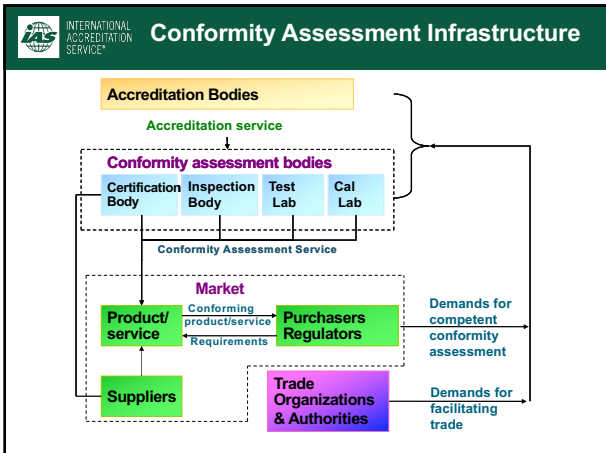 iAS
INTERNATIONAL
ACCREDITATION
SERVICE®
Conformity Assessment Infrastructure
Accreditation Bodies
Accreditation service
Conformity assessment bodies
Certification
Body
Inspection
Body
Test
Lab
Cal
Lab
Conformity Assessment Service
Market
Product/
service
Conforming
product/service
Requirements
Purchasers
Regulators
Demands for
competent
conformity
assessment
Suppliers
Trade
Organizations
& Authorities
Demands for
facilitating
trade